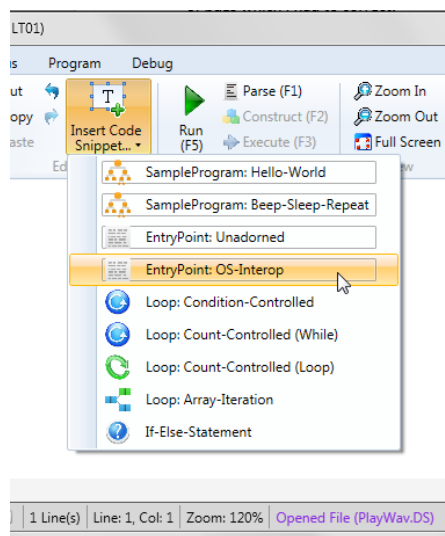 LT01)
Program Debug
ut
opy
aste
Insert Code
Snippet...
Run
(F5)
Parse (F1)
Construct (F2)
Execute (F3)
Zoom In
Zoom Out
Full Screen
Ed
ew
SampleProgram: Hello-World
SampleProgram: Beep-Sleep-Repeat
EntryPoint: Unadorned
EntryPoint: OS-Interop
Loop: Condition-Controlled
Loop: Count-Controlled (While)
Loop: Count-Controlled (Loop)
Loop: Array-Iteration
If-Else-Statement
1 Line(s) Line: 1, Col: 1 Zoom: 120% Opened File (PlayWav.DS)